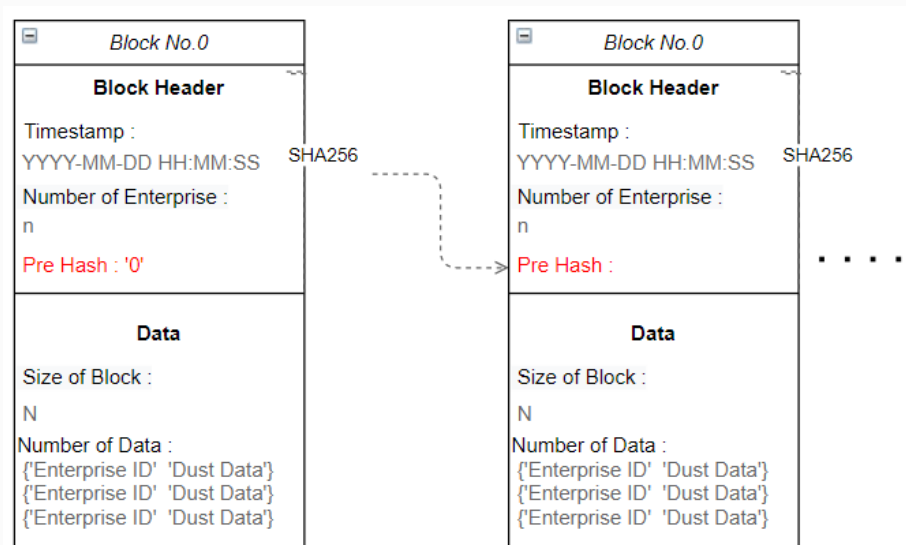 Block No.0
Block Header
Timestamp :
YYYY-MM-DD HH:MM:SS
SHA256
Number of Enterprise :
n
Pre Hash : '0'
Data
Size of Block :
N
Number of Data :
{'Enterprise ID' 'Dust Data'}
{'Enterprise ID' 'Dust Data'}
{'Enterprise ID' 'Dust Data'}
Block No.0
Block Header
Timestamp :
YYYY-MM-DD HH:MM:SS
SHA256
Number of Enterprise :
n
Pre Hash :
Data
Size of Block :
N
Number of Data :
{'Enterprise ID' 'Dust Data'}
{'Enterprise ID' 'Dust Data'}
{'Enterprise ID' 'Dust Data'}
. . . .